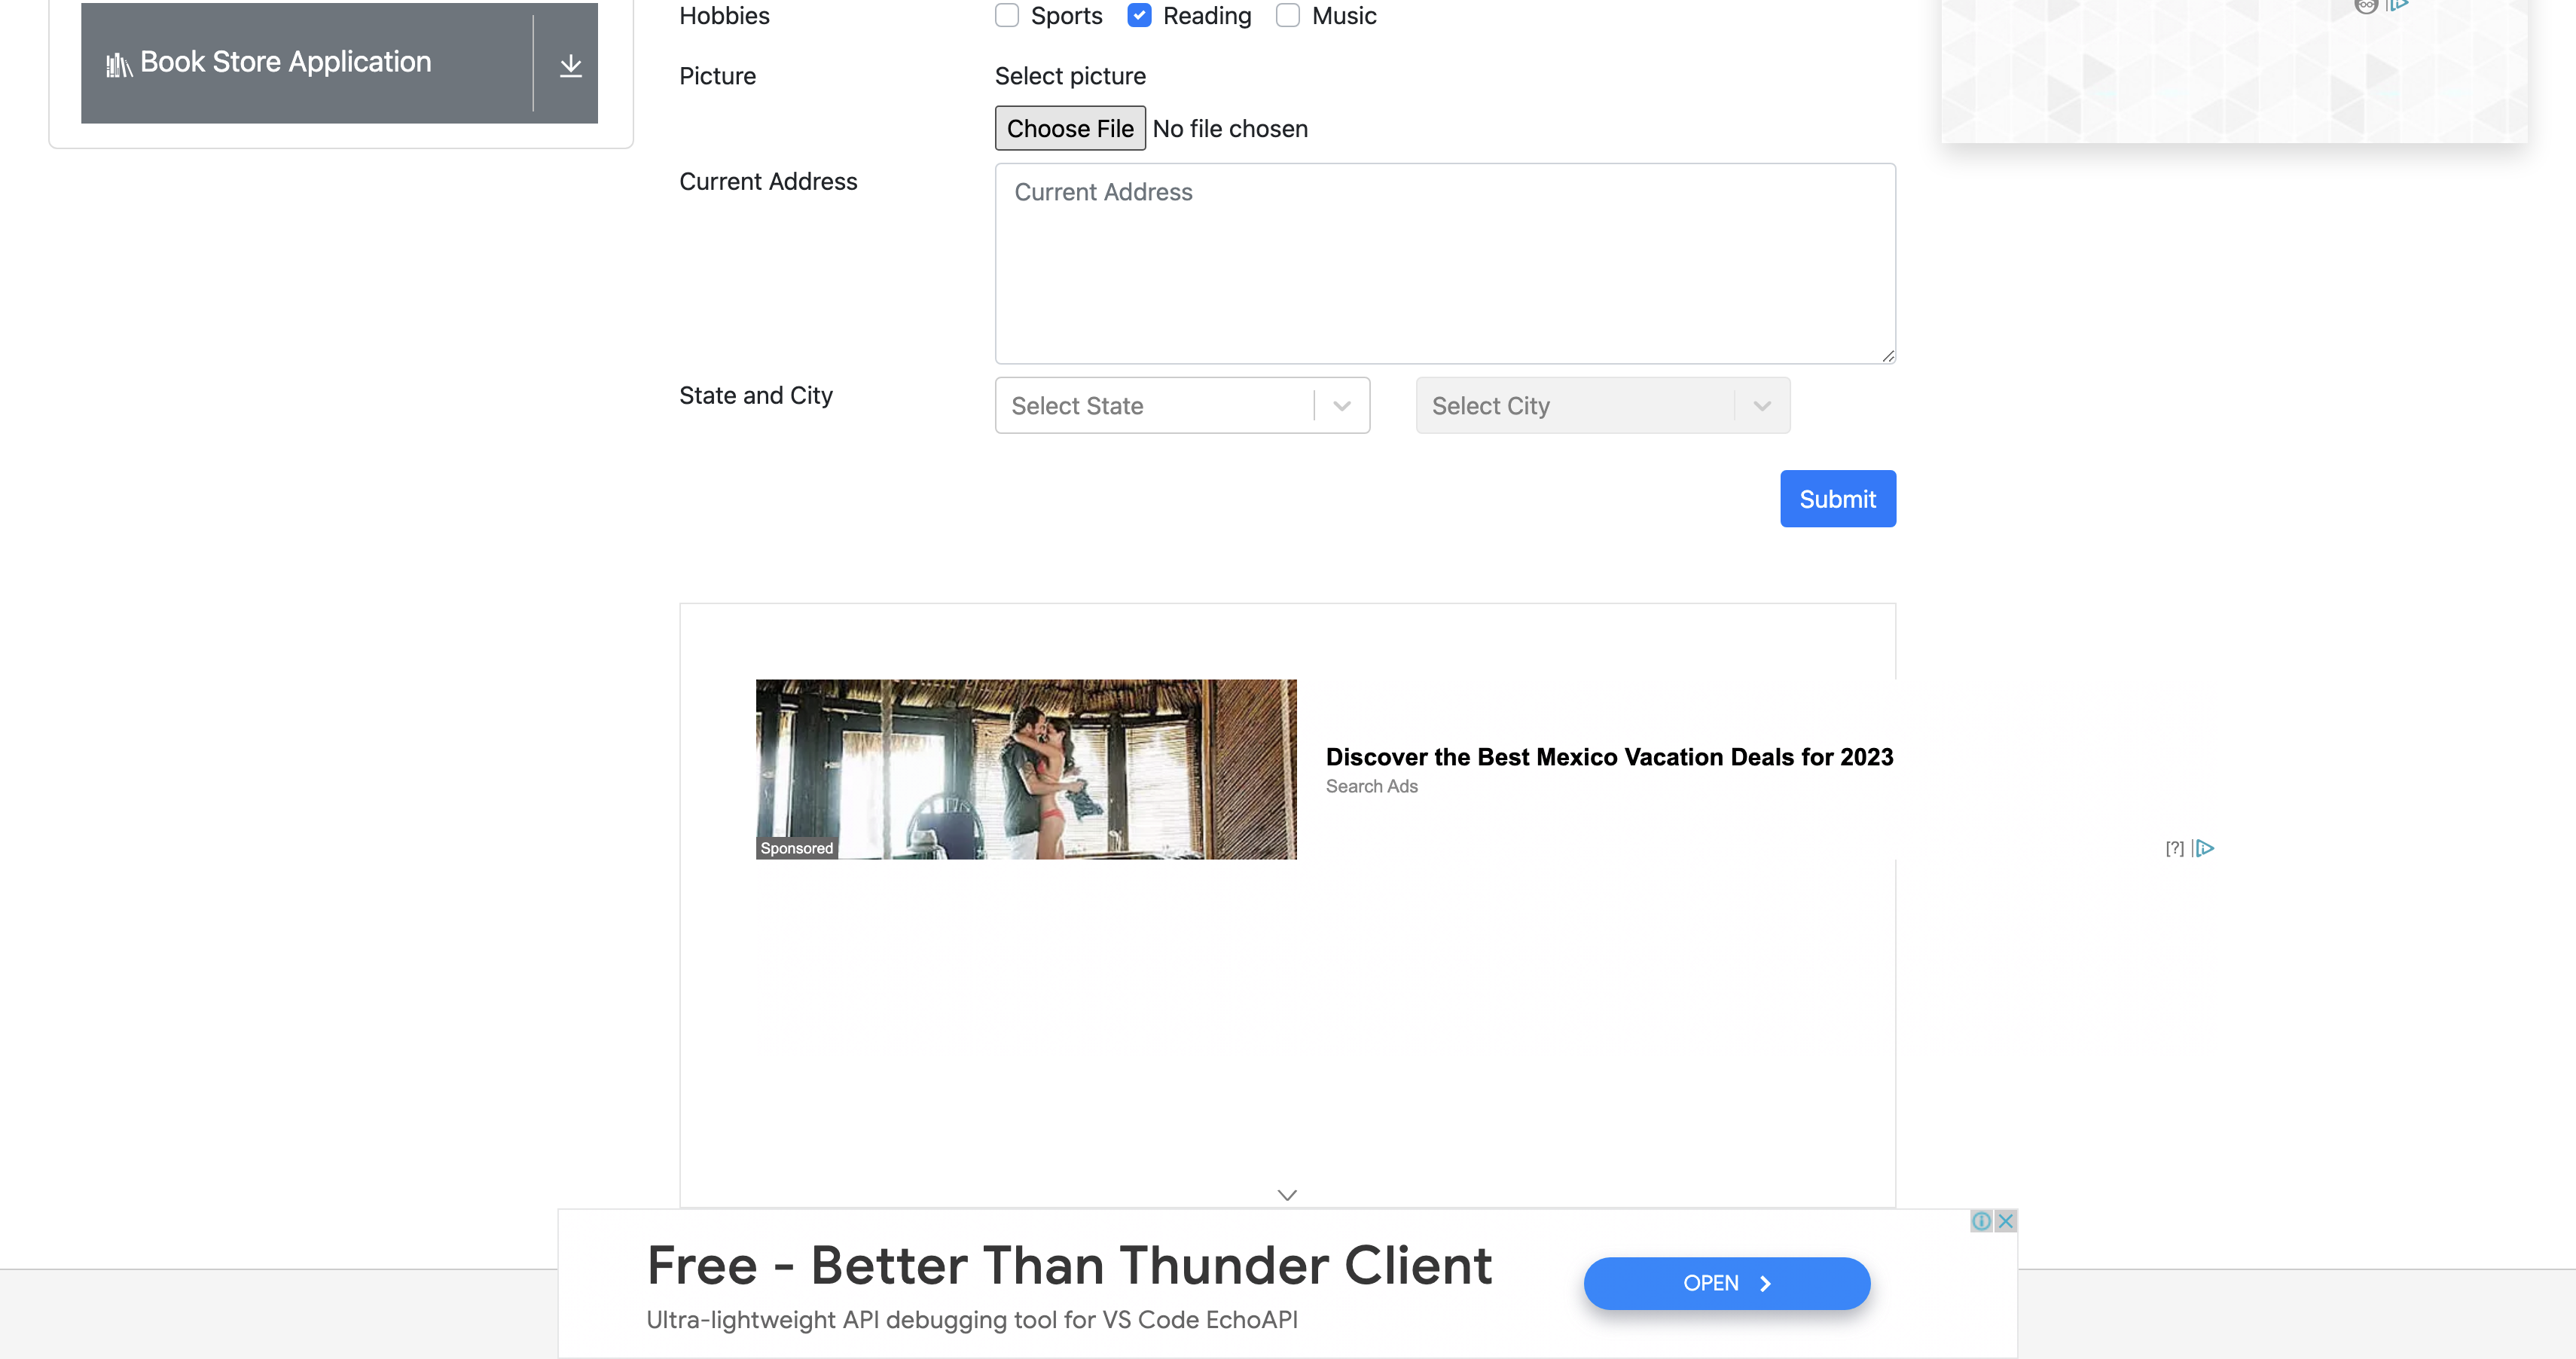 Hobbies
Sports Reading Music
Book Store Application
Picture
Select picture
Choose File No file chosen
Current Address
Current Address
State and City
Select State
Select City
Submit
Discover the Best Mexico Vacation Deals for 2023
Search Ads
Sponsored
[?]
Free - Better Than Thunder Client
Ultra-lightweight API debugging tool for VS Code EchoAPI
OPEN